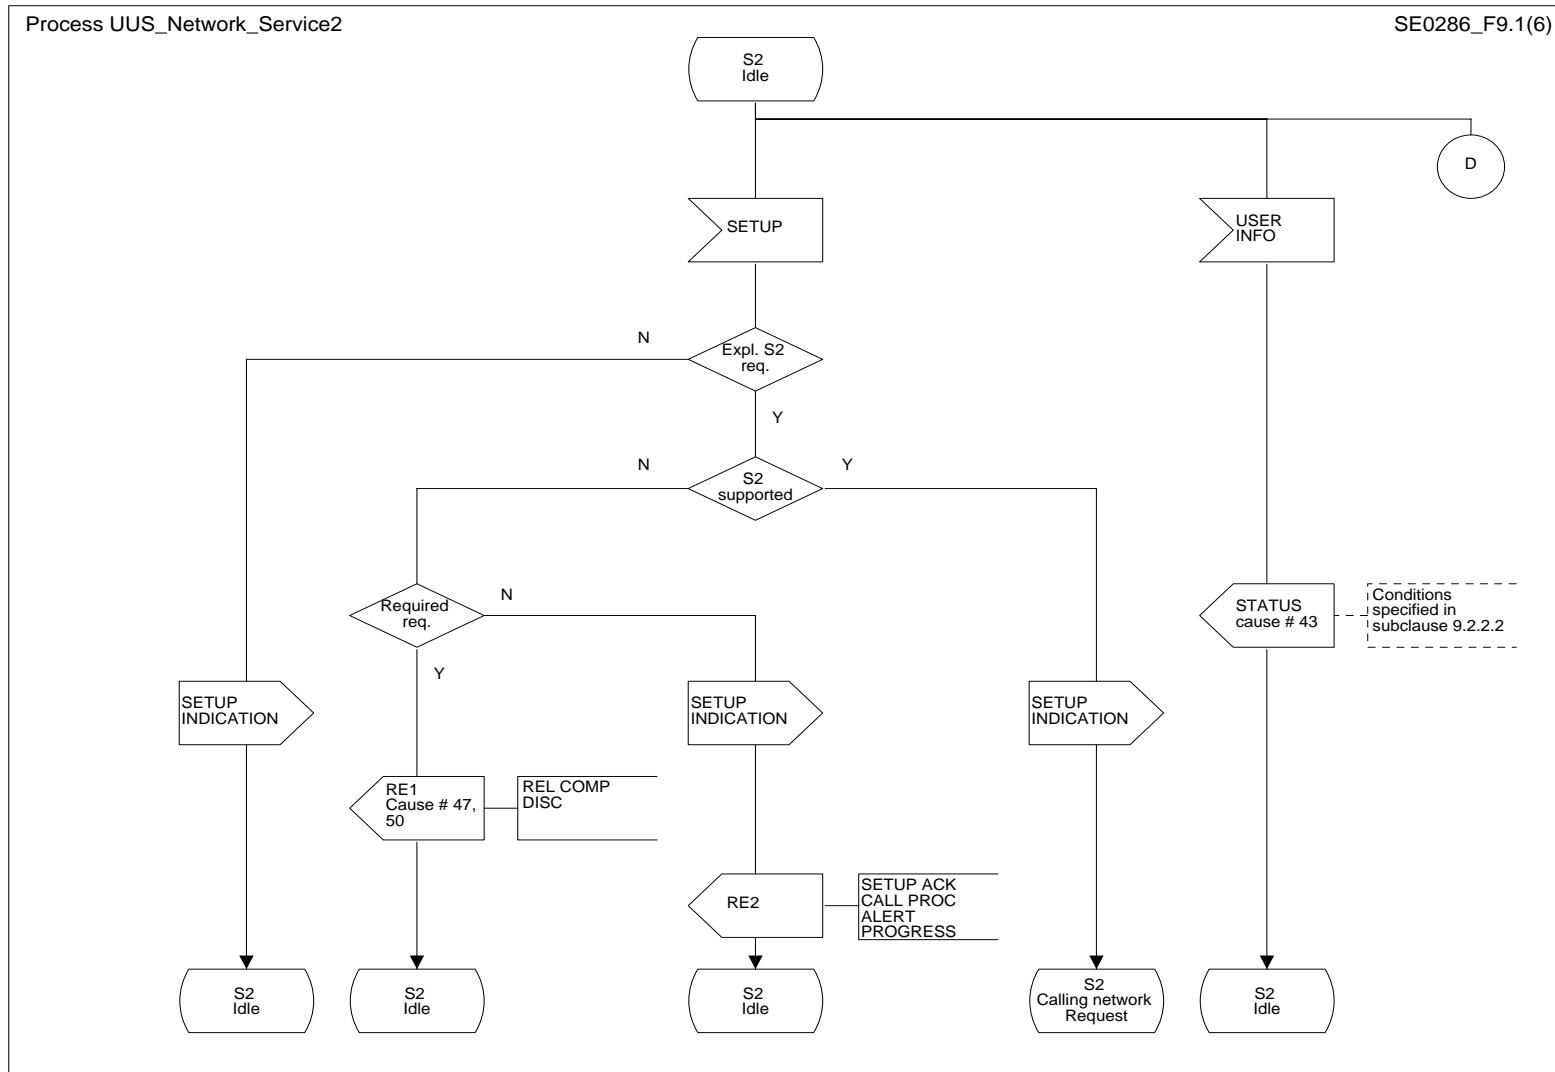 Process UUS_Network_Service2
SE0286_F9.1(6)
S2
Idle
D
SETUP
USER
INFO
N
Expl. S2
req.
Y
N
S2
supported
Y
Required
req.
N
Y
STATUS
cause # 43
Conditions
specified in
subclause 9.2.2.2
SETUP
INDICATION
SETUP
INDICATION
SETUP
INDICATION
RE1
Cause # 47,
50
REL COMP
DISC
RE2
SETUP ACK
CALL PROC
ALERT
PROGRESS
S2
Idle
S2
Idle
S2
Idle
S2
Calling network
Request
S2
Idle